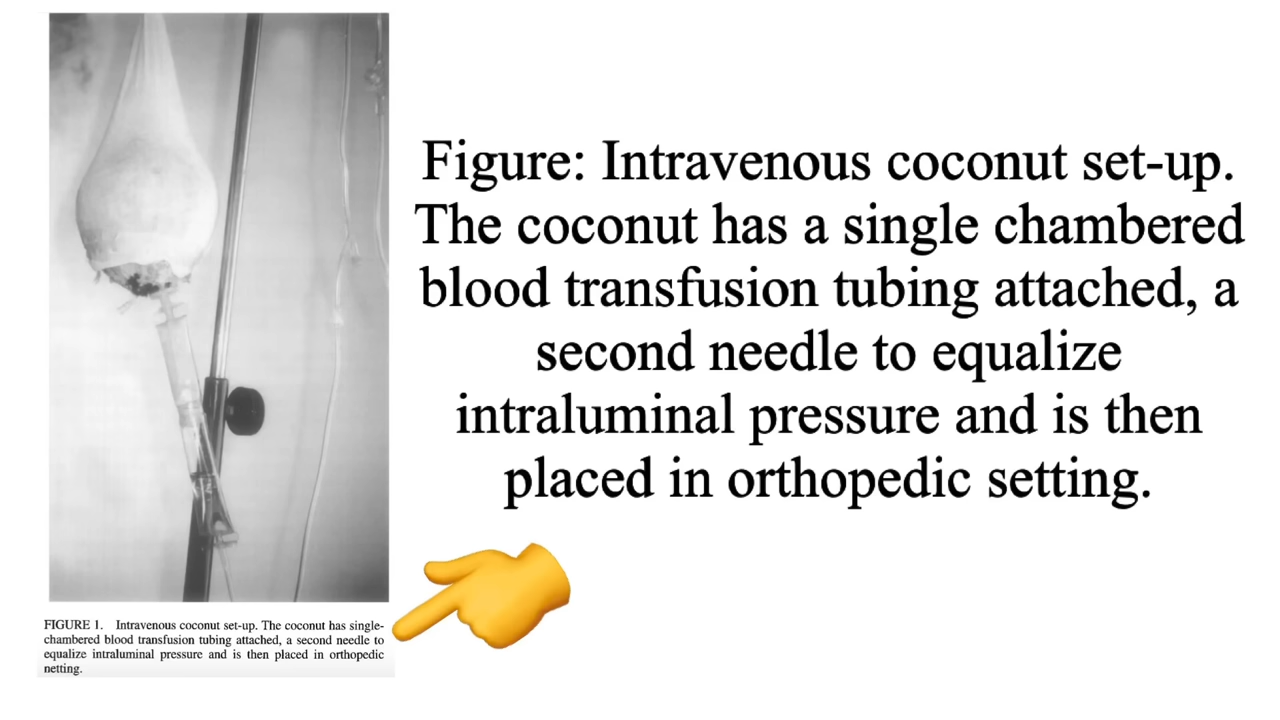 Figure: Intravenous coconut set-up.
The coconut has a single chambered
blood transfusion tubing attached, a
second needle to equalize
intraluminal pressure and is then
placed in orthopedic setting.
FIGURE 1. Intravenous coconut set-up. The coconut has single-
chambered blood transfusion tubing attached, a second needle to
equalize intraluminal pressure and is then placed in orthopedic
netting.